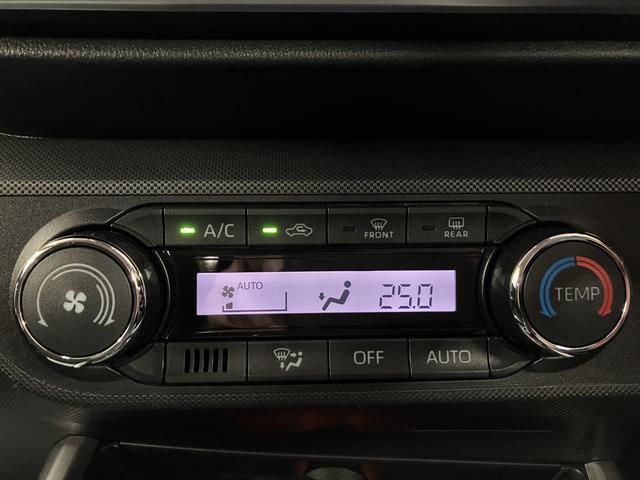 A/C
FRONT
REAR
AUTO
25.0
TEMP
OFF
AUTO